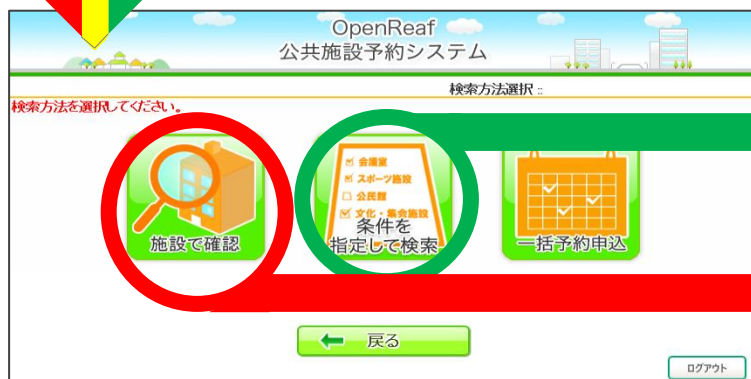 OpenReaf
公共施設予約システム
検索方法選択 ::
検索方法を選択してください。
施設で確認
会議室
スポーツ施設
公民館
文化・集会施設
条件を
指定して検索
一括予約申込
戻る
ログアウト